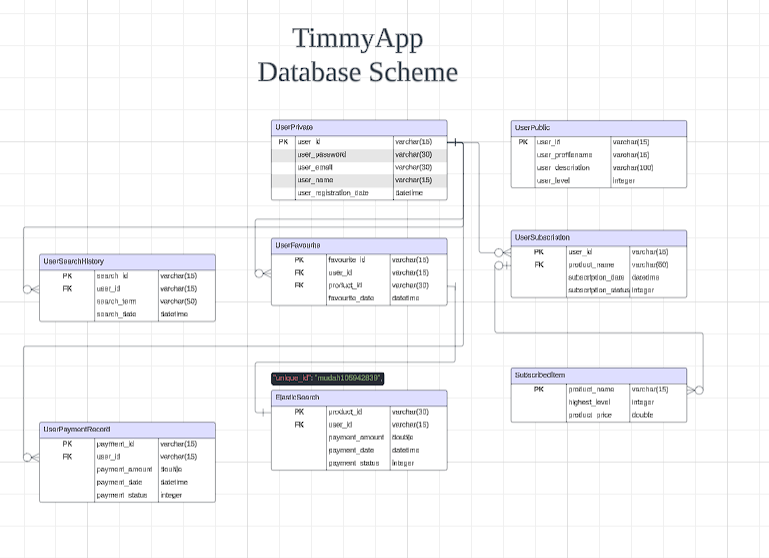 TimmyApp
Database Scheme
UserPrivate
PK user_id varchar(15)
user_password varchar(30)
user_email varchar(30)
user_name varchar(15)
user_registration_date datetime
UserPublic
PK user_id varchar(15)
user_profilename varchar(15)
user_description varchar(100)
user_level integer
UserSearchHistory
PK search_id varchar(15)
FK user_id varchar(15)
search_term varchar(50)
search_date datetime
UserFavourite
PK favourite_id varchar(15)
FK user_id varchar(15)
FK product_id varchar(30)
favourite_date datetime
UserSubscription
PK user_id varchar(15)
FK product_name varchar(50)
subscription_date datetime
subscription_status integer
"unique_id": "mudah105942839",
ElasticSearch
PK product_id varchar(30)
FK user_id varchar(15)
payment_amount double
payment_date datetime
payment_status integer
SubscribedItem
PK product_name varchar(15)
highest_level integer
product_price double
UserPaymentRecord
PK payment_id varchar(15)
FK user_id varchar(15)
payment_amount double
payment_date datetime
payment_status integer